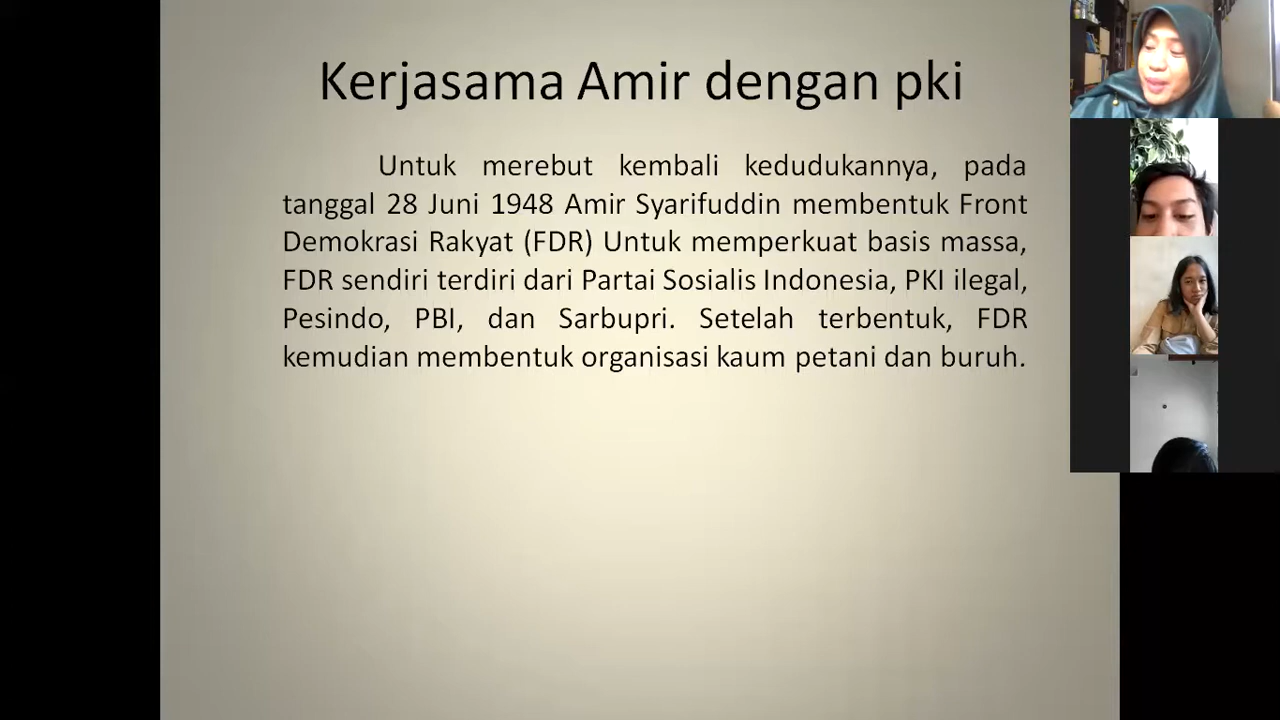 Kerjasama Amir dengan pki
Untuk merebut kembali kedudukannya, pada
tanggal 28 Juni 1948 Amir Syarifuddin membentuk Front
Demokrasi Rakyat (FDR) Untuk memperkuat basis massa,
FDR sendiri terdiri dari Partai Sosialis Indonesia, PKI ilegal,
Pesindo, PBI, dan Sarbupri. Setelah terbentuk, FDR
kemudian membentuk organisasi kaum petani dan buruh.